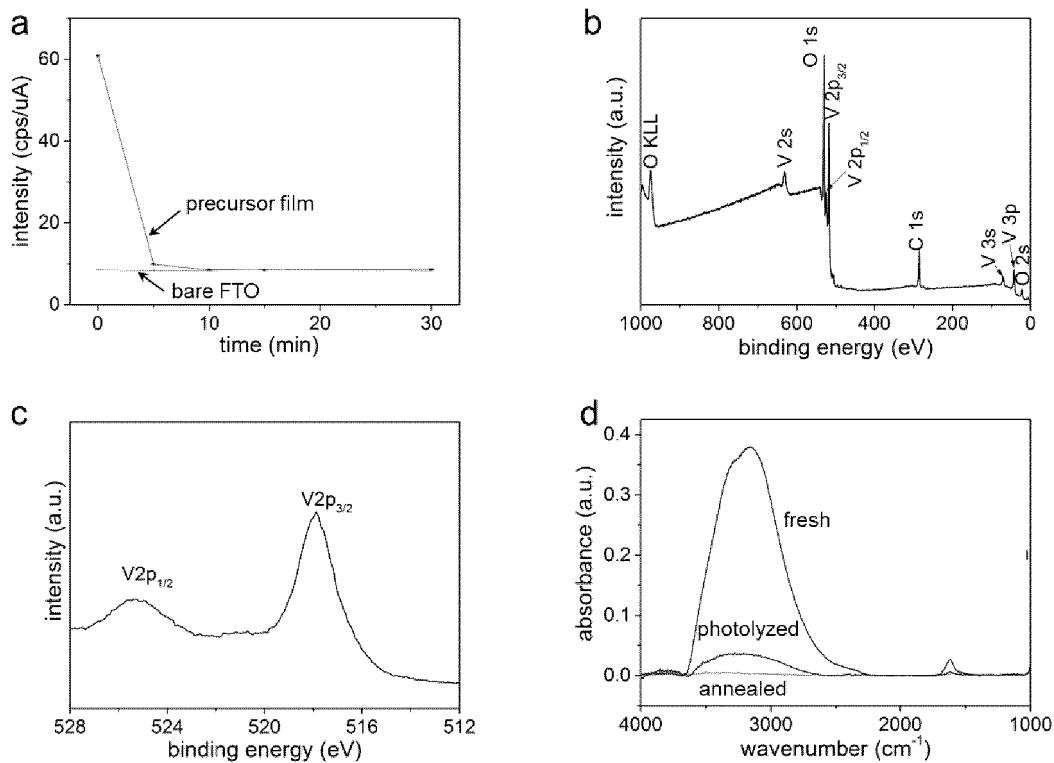 a
60
50
40
30
20
10
0
intensity (cps/uA)
precursor film
bare FTO
0 10 20 30
time (min)
b
intensity (a.u.)
O KLL
V 2s
O 1s
V 2p3/2
V 2p1/2
C 1s
V 3s
V 3p
O 2s
1000 800 600 400 200 0
binding energy (eV)
c
intensity (a.u.)
V2p1/2
V2p3/2
528 524 520 516 512
binding energy (eV)
d
0.4
0.3
0.2
0.1
0.0
absorbance
fresh
photolyzed
annealed
4000 3000 2000 1000
wavenumber (cm-1)